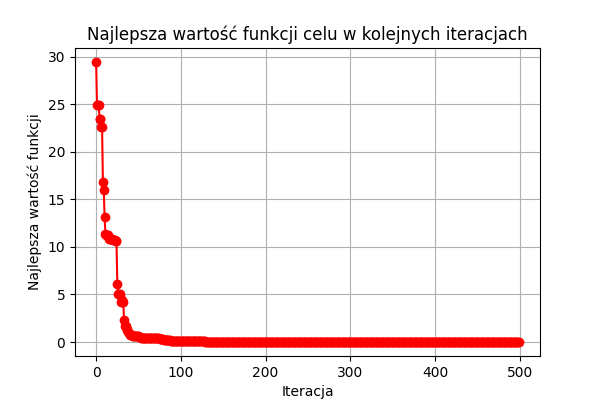 Najlepsza wartość funkcji celu w kolejnych iteracjach
Najlepsza wartość funkcji
30
25
20
15
10
5
0
0 100 200 300 400 500
Iteracja